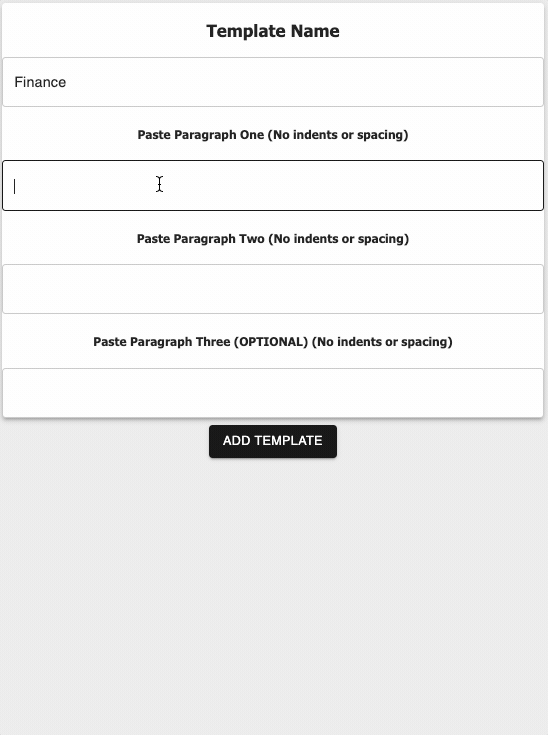 Template Name
Finance
Paste Paragraph One (No indents or spacing)
Paste Paragraph Two (No indents or spacing)
Paste Paragraph Three (OPTIONAL) (No indents or spacing)
ADD TEMPLATE